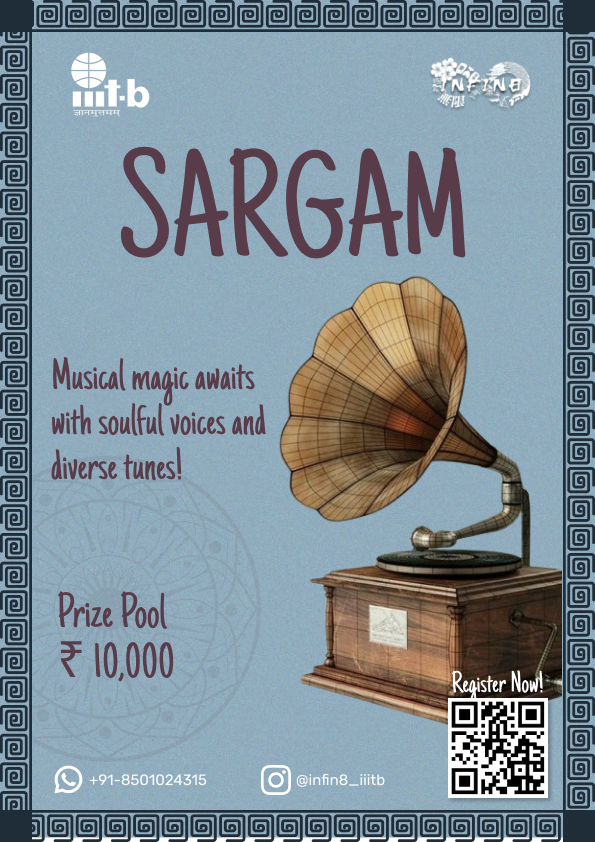 iiit-b
ज्ञानमुत्तमम्
INFIN8
SARGAM
Musical magic awaits
with soulful voices and
diverse tunes!
Prize Pool
₹ 10,000
Register Now!
+91-8501024315
@infin8_iiitb